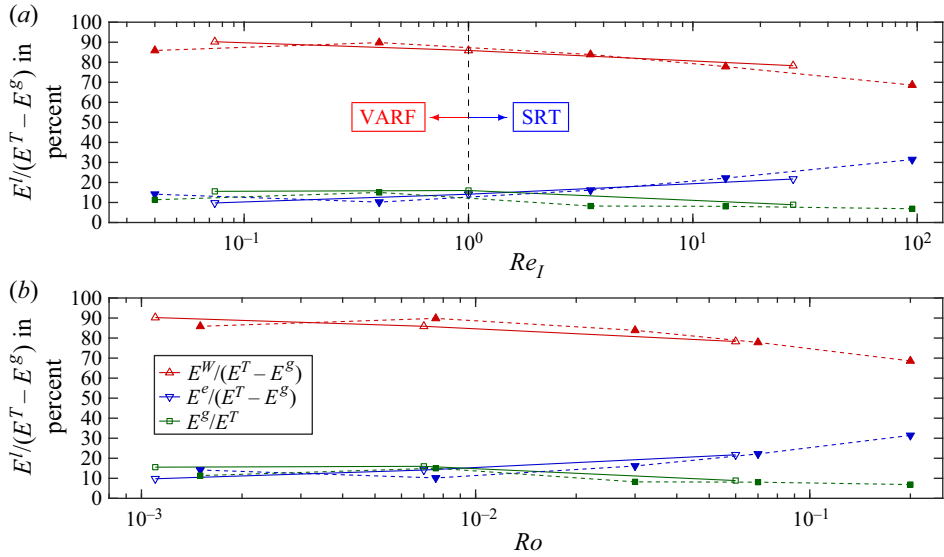 (a)
100
90
80
70
60
50
40
30
20
10
0
E^I/(E^T – E^g) in
percent
VARF
SRT
10^−1
10^0
10^1
10^2
Re_I
(b)
100
90
80
70
60
50
40
30
20
10
0
E^I/(E^T – E^g) in
percent
E^W/(E^T – E^g)
E^e/(E^T – E^g)
E^g/E^T
10^−3
10^−2
10^−1
Ro